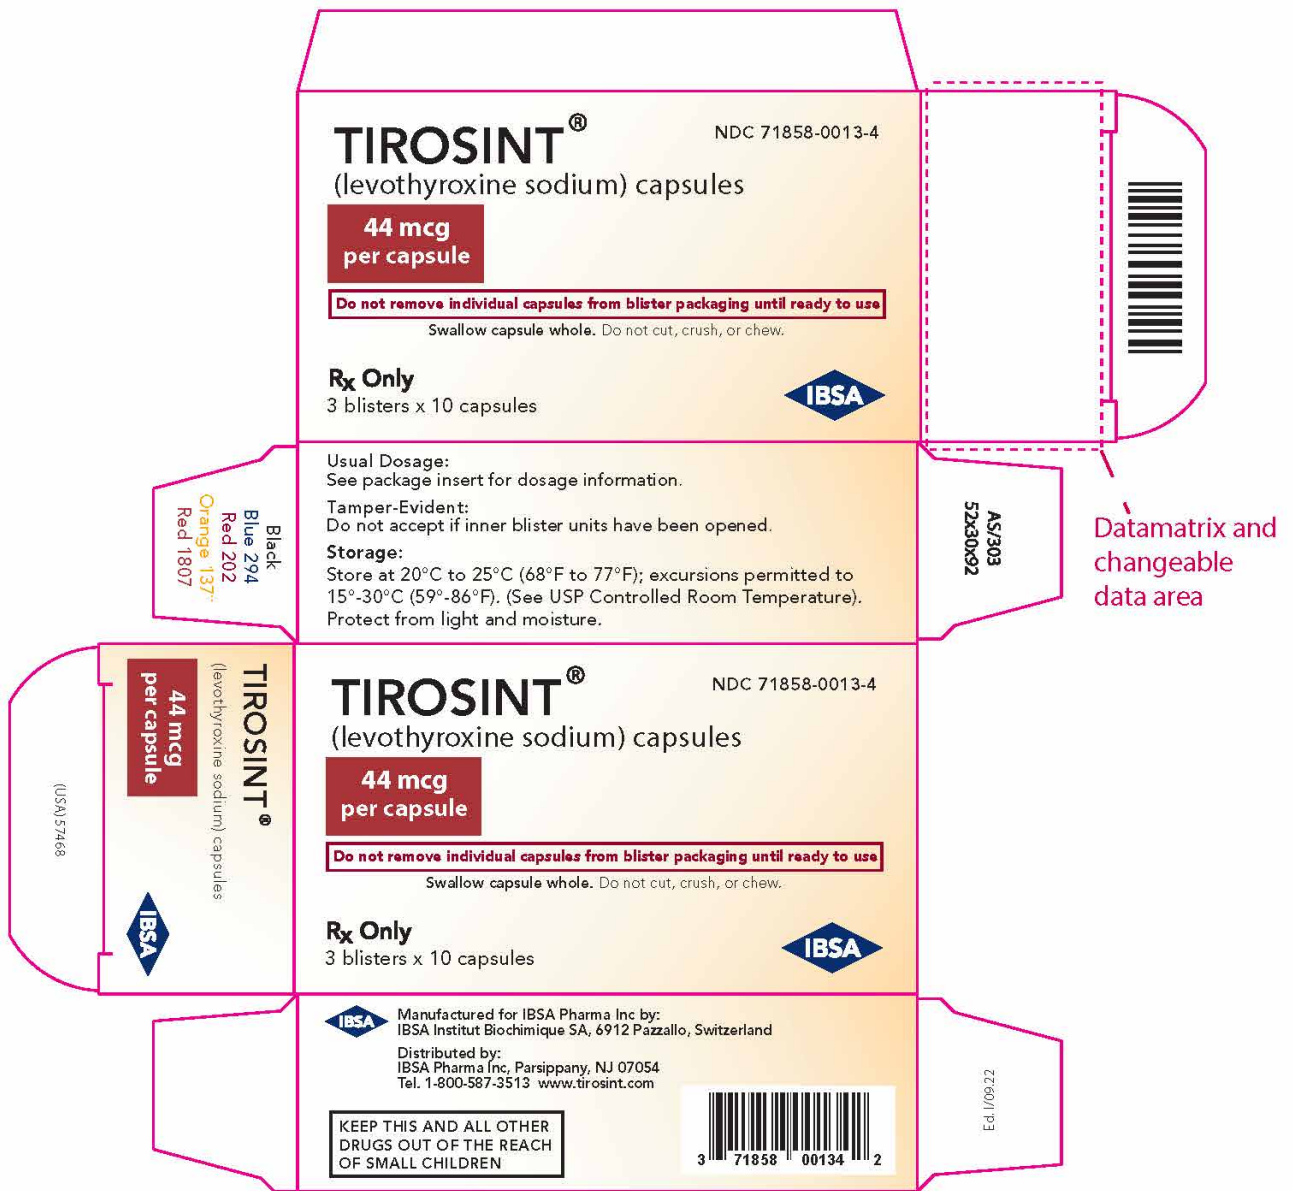 TIROSINT®
NDC 71858-0013-4
(levothyroxine sodium) capsules
44 mcg
per capsule
Do not remove individual capsules from blister packaging until ready to use
Swallow capsule whole. Do not cut, crush, or chew.
Rx Only
3 blisters x 10 capsules
IBSA
Usual Dosage:
See package insert for dosage information.
Tamper-Evident:
Do not accept if inner blister units have been opened.
Storage:
Store at 20°C to 25°C (68°F to 77°F); excursions permitted to
15°-30°C (59°-86°F). (See USP Controlled Room Temperature).
Protect from light and moisture.
Black
Blue 294
Red 202
Orange 137¨
Red 1807
AS/303
52x30x92
Datamatrix and
changeable
data area
TIROSINT®
(levothyroxine sodium) capsules
44 mcg
per capsule
IBSA
(USA) 57468
TIROSINT®
NDC 71858-0013-4
(levothyroxine sodium) capsules
44 mcg
per capsule
Do not remove individual capsules from blister packaging until ready to use
Swallow capsule whole. Do not cut, crush, or chew.
Rx Only
3 blisters x 10 capsules
IBSA
IBSA
Manufactured for IBSA Pharma Inc by:
IBSA Institut Biochimique SA, 6912 Pazzallo, Switzerland
Distributed by:
IBSA Pharma Inc, Parsippany, NJ 07054
Tel. 1-800-587-3513 www.tirosint.com
KEEP THIS AND ALL OTHER
DRUGS OUT OF THE REACH
OF SMALL CHILDREN
3 71858 00134 2
Ed. I/09.22